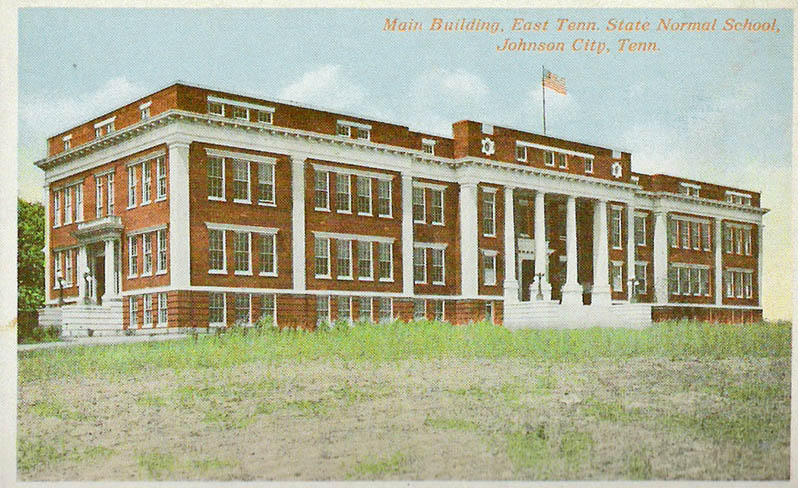 Main Building, East Tenn. State Normal School,
Johnson City, Tenn.